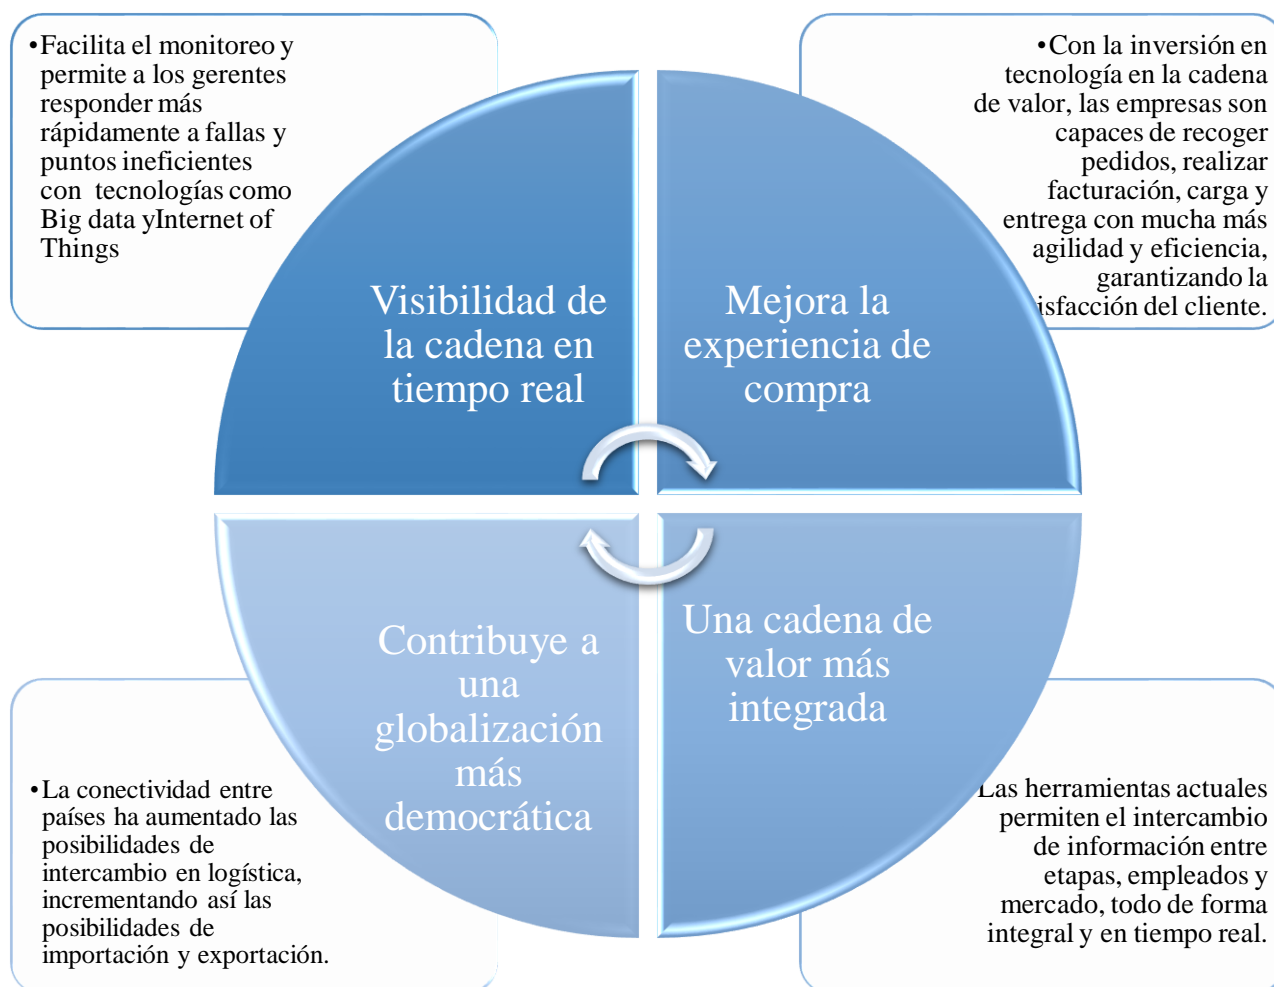 •Facilita el monitoreo y
permite a los gerentes
responder más
rápidamente a fallas y
puntos ineficientes
con tecnologías como
Big data yInternet of
Things
•Con la inversión en
tecnología en la cadena
de valor, las empresas son
capaces de recoger
pedidos, realizar
facturación, carga y
entrega con mucha más
agilidad y eficiencia,
garantizando la
isfacción del cliente.
Visibilidad de
la cadena en
tiempo real
Mejora la
experiencia de
compra
Contribuye a
una
globalización
más
democrática
Una cadena de
valor más
integrada
•La conectividad entre
países ha aumentado las
posibilidades de
intercambio en logística,
incrementando así las
posibilidades de
importación y exportación.
Las herramientas actuales
permiten el intercambio
de información entre
etapas, empleados y
mercado, todo de forma
integral y en tiempo real.